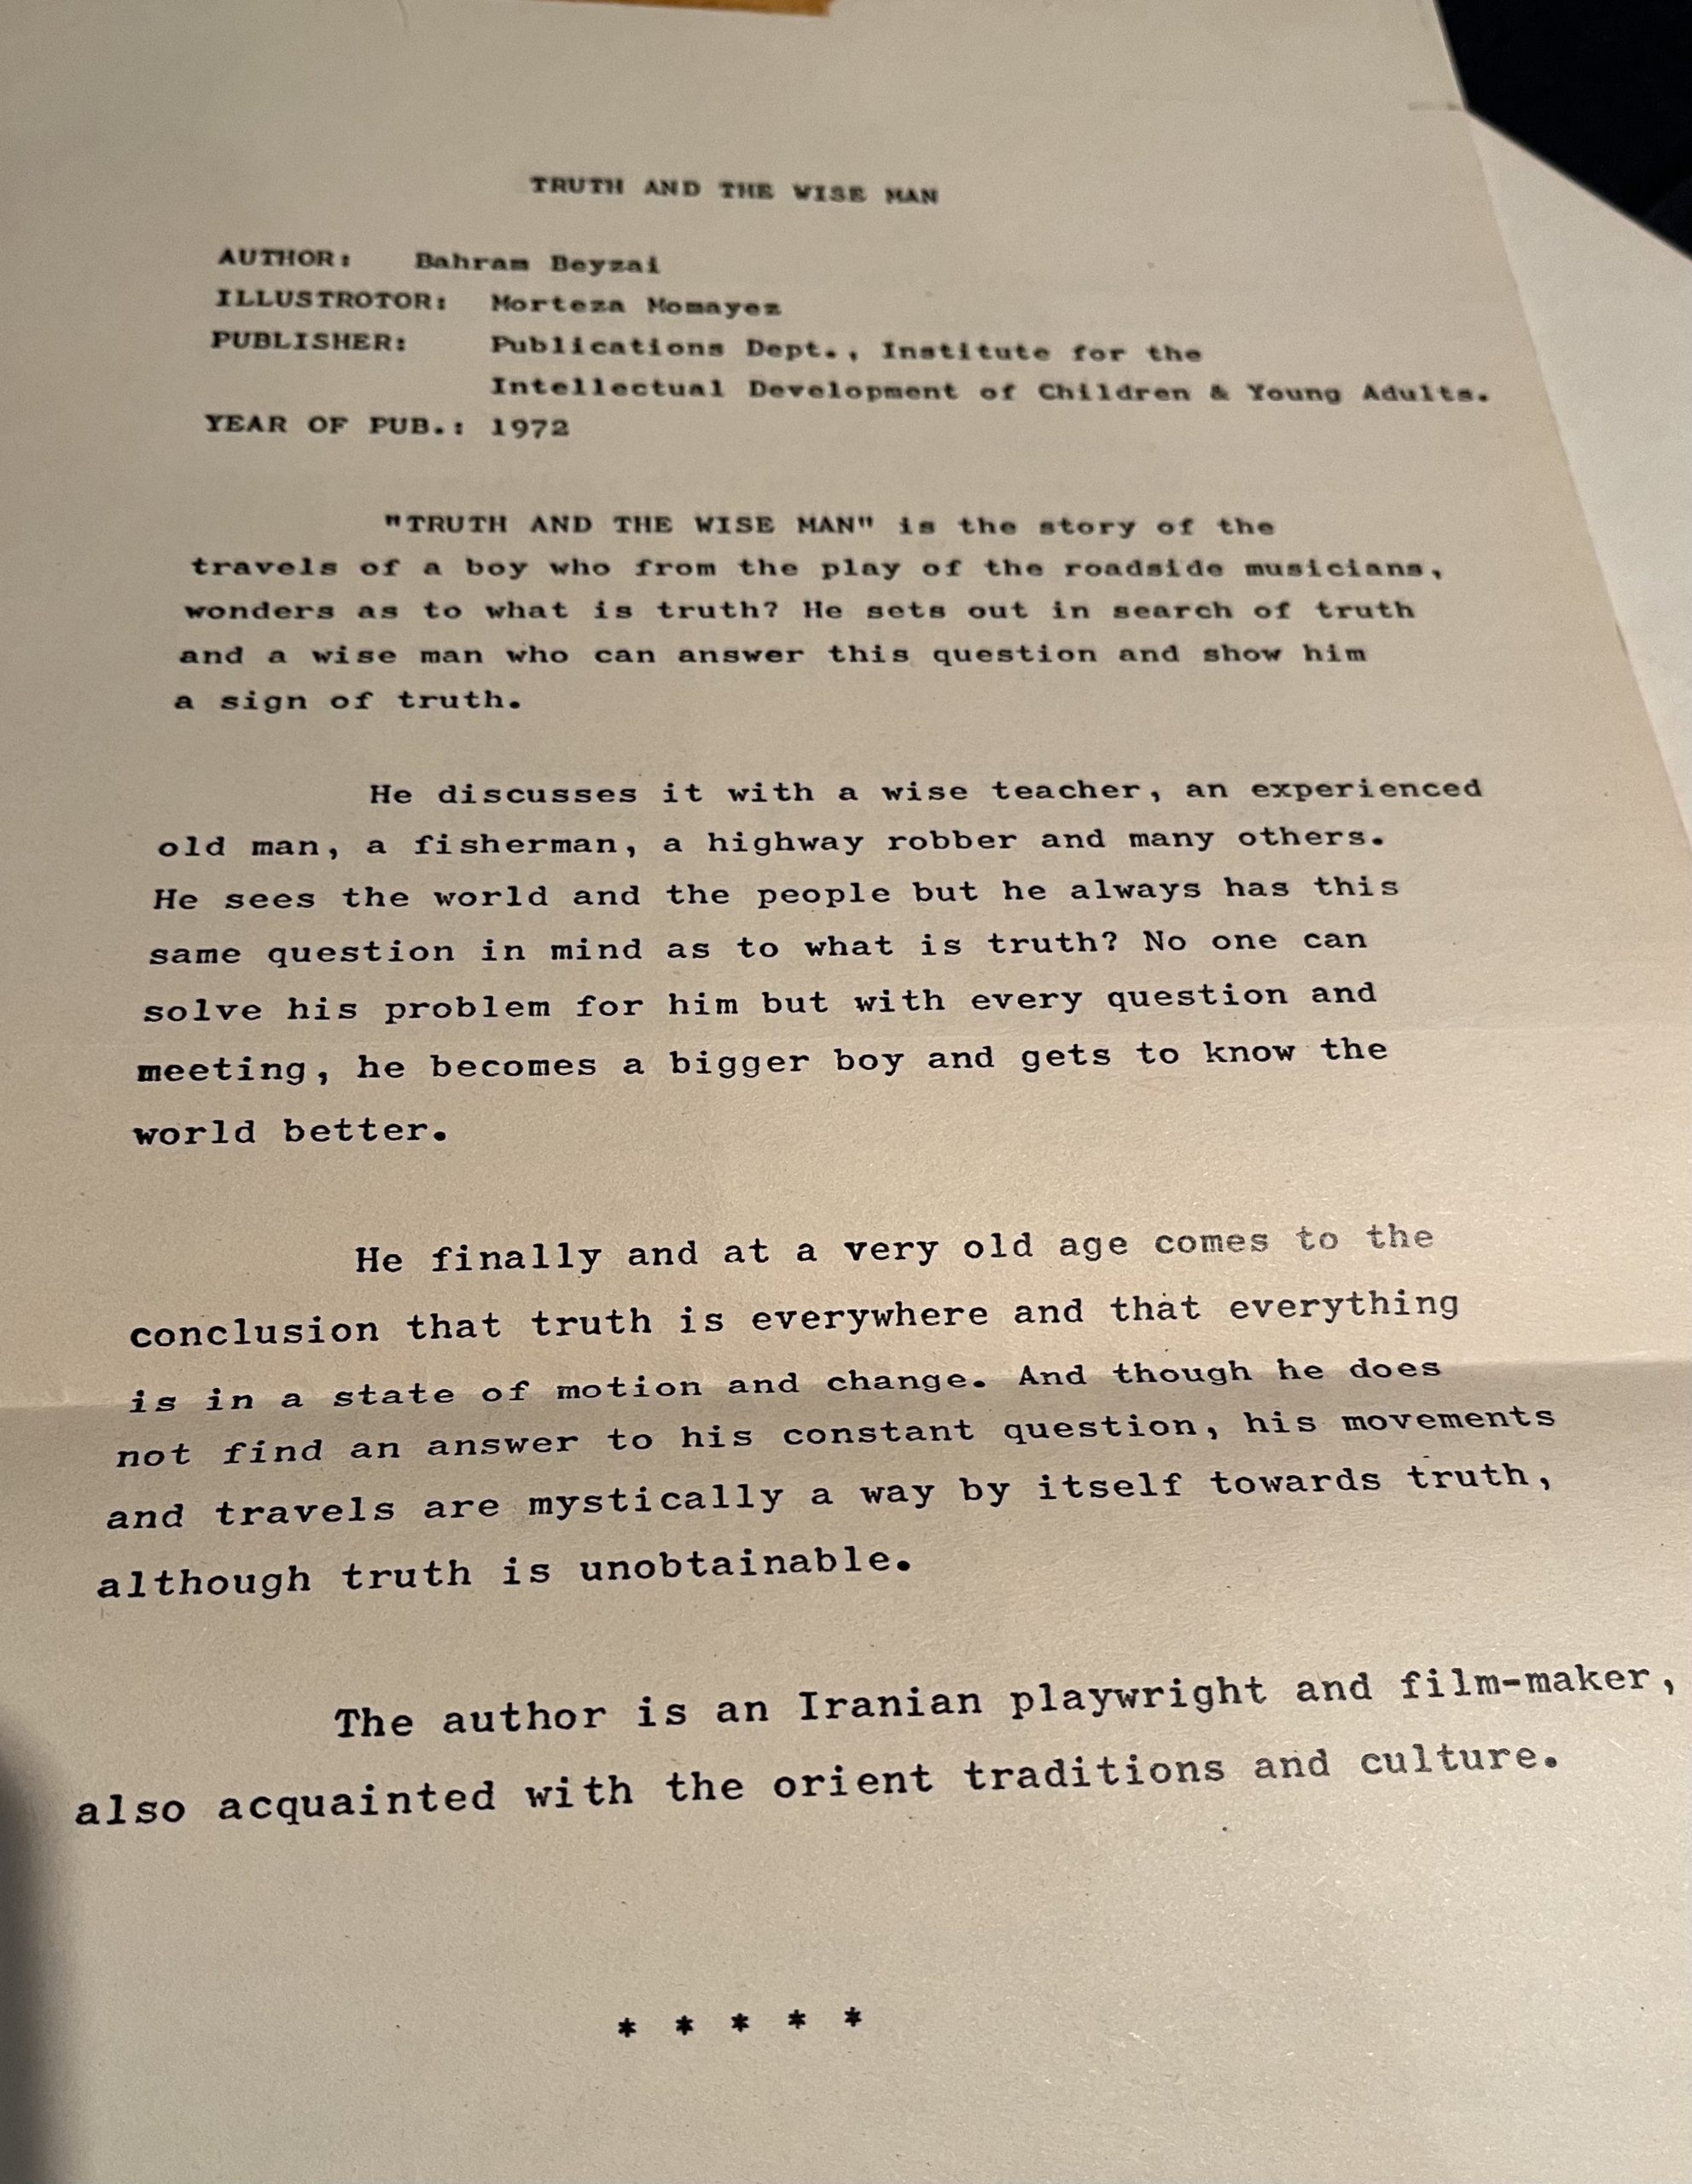 TRUTH AND THE WISE MAN
AUTHOR: Bahram Beyzai
ILLUSTROTOR: Morteza Momayez
PUBLISHER: Publications Dept., Institute for the
Intellectual Development of Children & Young Adults.
YEAR OF PUB.: 1972
"TRUTH AND THE WISE MAN" is the story of the
travels of a boy who from the play of the roadside musicians,
wonders as to what is truth? He sets out in search of truth
and a wise man who can answer this question and show him
a sign of truth.
He discusses it with a wise teacher, an experienced
old man, a fisherman, a highway robber and many others.
He sees the world and the people but he always has this
same question in mind as to what is truth? No one can
solve his problem for him but with every question and
meeting, he becomes a bigger boy and gets to know the
world better.
He finally and at a very old age comes to the
conclusion that truth is everywhere and that everything
is in a state of motion and change. And though he does
not find an answer to his constant question, his movements
and travels are mystically a way by itself towards truth,
although truth is unobtainable.
The author is an Iranian playwright and film-maker,
also acquainted with the orient traditions and culture.
* * * * *